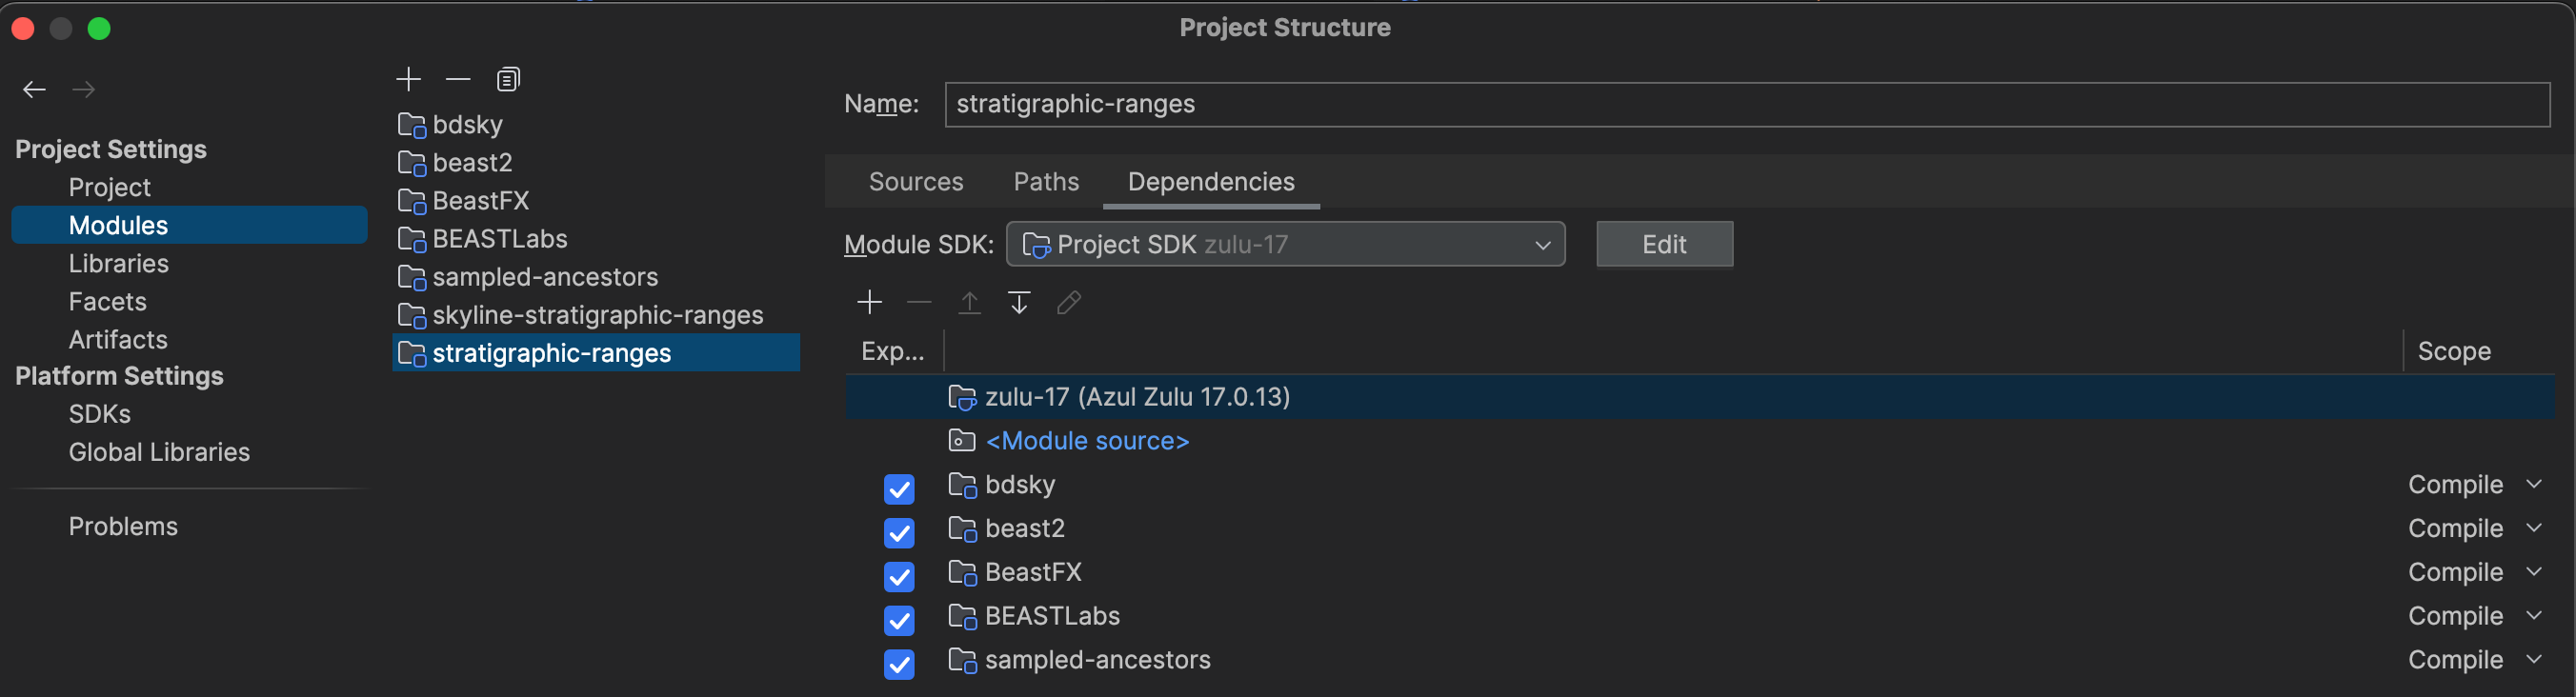 Project Structure
Project Settings
Project
Modules
Libraries
Facets
Artifacts
Platform Settings
SDKs
Global Libraries
Problems
bdsky
beast2
BeastFX
BEASTLabs
sampled-ancestors
skyline-stratigraphic-ranges
stratigraphic-ranges
Name: stratigraphic-ranges
Sources Paths Dependencies
Module SDK: Project SDK zulu-17 Edit
Exp... Scope
zulu-17 (Azul Zulu 17.0.13)
<Module source>
bdsky Compile
beast2 Compile
BeastFX Compile
BEASTLabs Compile
sampled-ancestors Compile